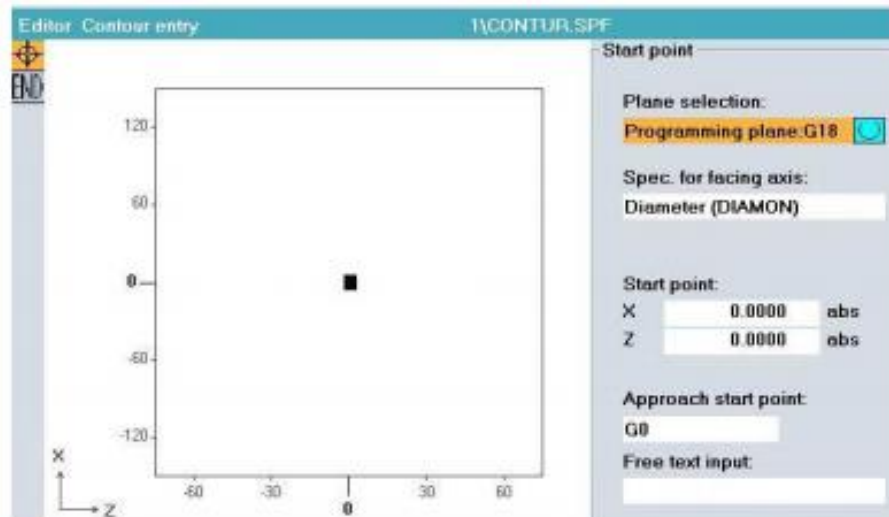 Editor Contour entry 1\CONTUR.SPF
END
Start point
Plane selection:
Programming plane:G18
Spec. for facing axis:
Diameter (DIAMON)
Start point:
X 0.0000 abs
Z 0.0000 abs
Approach start point:
G0
Free text input:
120
60
0
-60
-120
X
Z
-60
-30
0
30
60